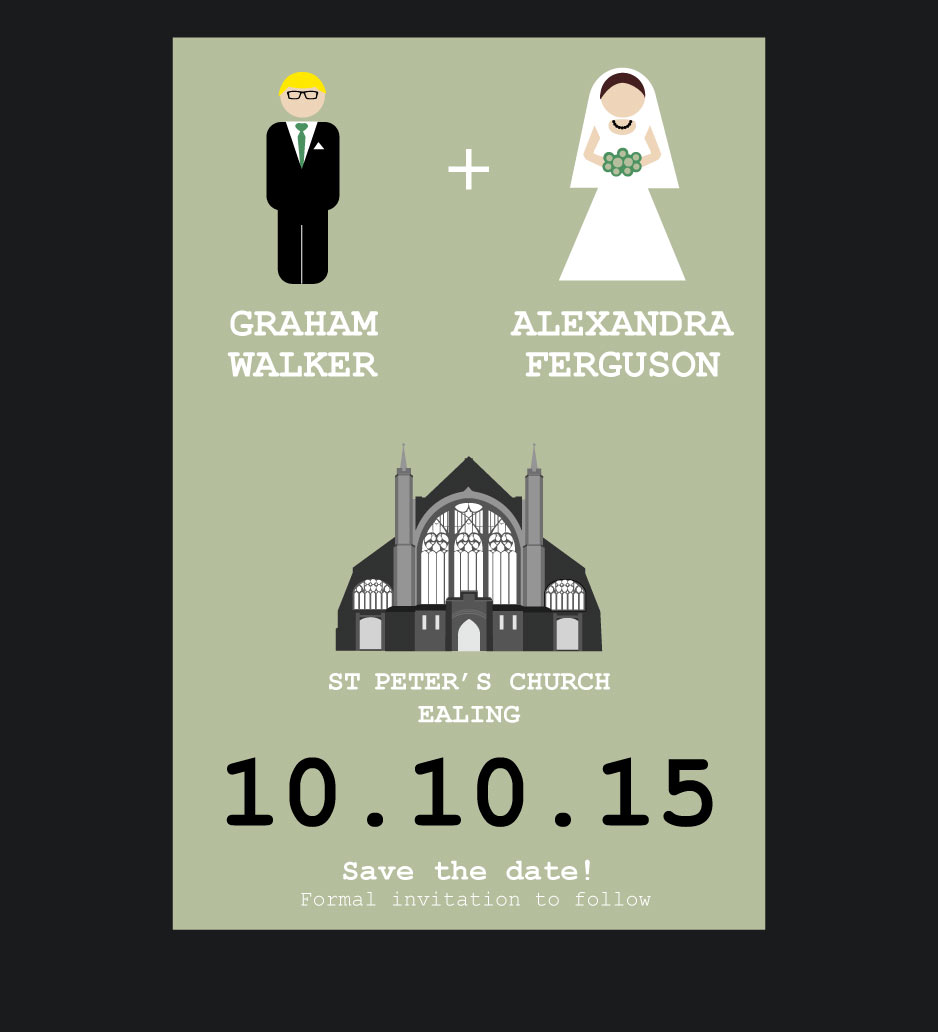 GRAHAM
WALKER
+
ALEXANDRA
FERGUSON
ST PETER’S CHURCH
EALING
10.10.15
Save the date!
Formal invitation to follow